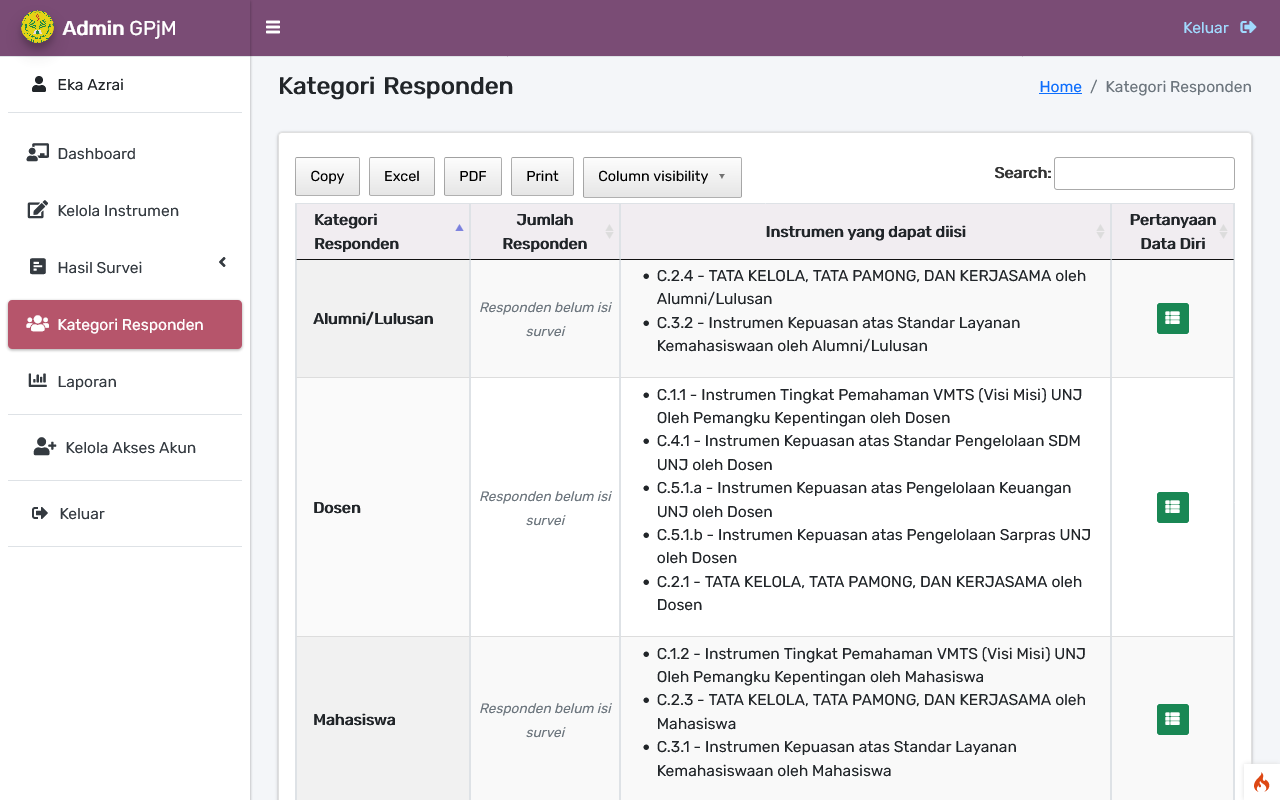 Admin GPjM
Keluar
Eka Azrai
Dashboard
Kelola Instrumen
Hasil Survei
Kategori Responden
Laporan
Kelola Akses Akun
Keluar
Kategori Responden
Home / Kategori Responden
Copy
Excel
PDF
Print
Column visibility
Search:
Kategori
Responden
Jumlah
Responden
Instrumen yang dapat diisi
Pertanyaan
Data Diri
Alumni/Lulusan
Responden belum isi
survei
C.2.4 - TATA KELOLA, TATA PAMONG, DAN KERJASAMA oleh
Alumni/Lulusan
C.3.2 - Instrumen Kepuasan atas Standar Layanan
Kemahasiswaan oleh Alumni/Lulusan
Dosen
Responden belum isi
survei
C.1.1 - Instrumen Tingkat Pemahaman VMTS (Visi Misi) UNJ
Oleh Pemangku Kepentingan oleh Dosen
C.4.1 - Instrumen Kepuasan atas Standar Pengelolaan SDM
UNJ oleh Dosen
C.5.1.a - Instrumen Kepuasan atas Pengelolaan Keuangan
UNJ oleh Dosen
C.5.1.b - Instrumen Kepuasan atas Pengelolaan Sarpras UNJ
oleh Dosen
C.2.1 - TATA KELOLA, TATA PAMONG, DAN KERJASAMA oleh
Dosen
Mahasiswa
Responden belum isi
survei
C.1.2 - Instrumen Tingkat Pemahaman VMTS (Visi Misi) UNJ
Oleh Pemangku Kepentingan oleh Mahasiswa
C.2.3 - TATA KELOLA, TATA PAMONG, DAN KERJASAMA oleh
Mahasiswa
C.3.1 - Instrumen Kepuasan atas Standar Layanan
Kemahasiswaan oleh Mahasiswa